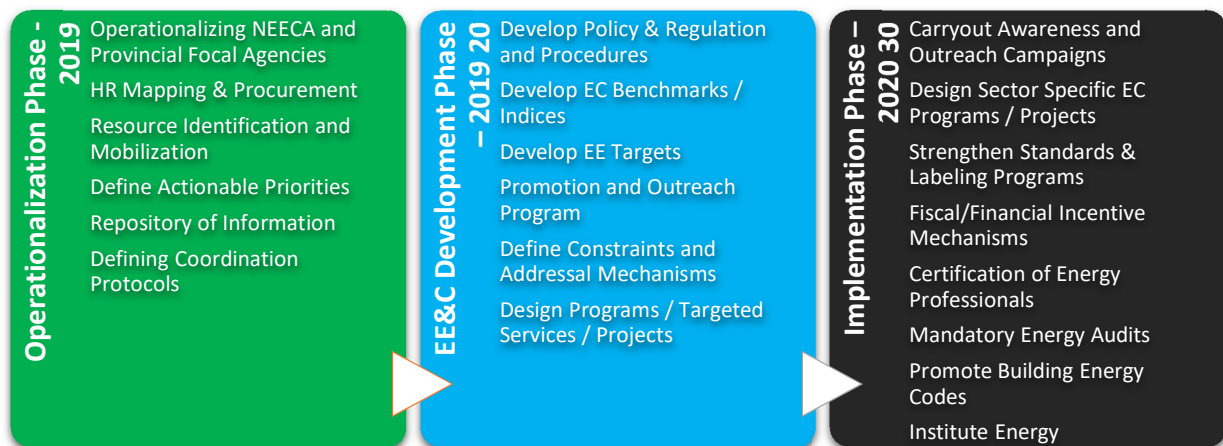 Operationalization Phase -
2019
Operationalizing NEECA and
Provincial Focal Agencies
HR Mapping & Procurement
Resource Identification and
Mobilization
Define Actionable Priorities
Repository of Information
Defining Coordination
Protocols
EE&C Development Phase
– 2019 20
Develop Policy & Regulation
and Procedures
Develop EC Benchmarks /
Indices
Develop EE Targets
Promotion and Outreach
Program
Define Constraints and
Addressal Mechanisms
Design Programs / Targeted
Services / Projects
Implementation Phase –
2020 30
Carryout Awareness and
Outreach Campaigns
Design Sector Specific EC
Programs / Projects
Strengthen Standards &
Labeling Programs
Fiscal/Financial Incentive
Mechanisms
Certification of Energy
Professionals
Mandatory Energy Audits
Promote Building Energy
Codes
Institute Energy